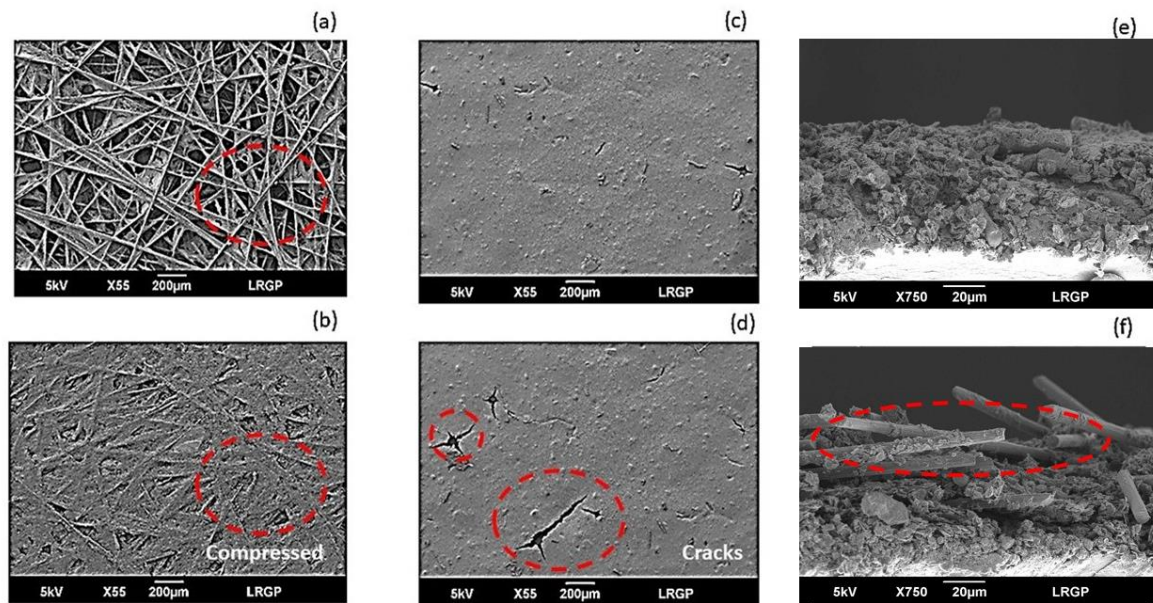 (a)
(c)
(e)
5kV X55 200µm LRGP
5kV X55 200µm LRGP
5kV X750 20µm LRGP
(b)
(d)
(f)
Compressed
Cracks
5kV X55 200µm LRGP
5kV X55 200µm LRGP
5kV X750 20µm LRGP